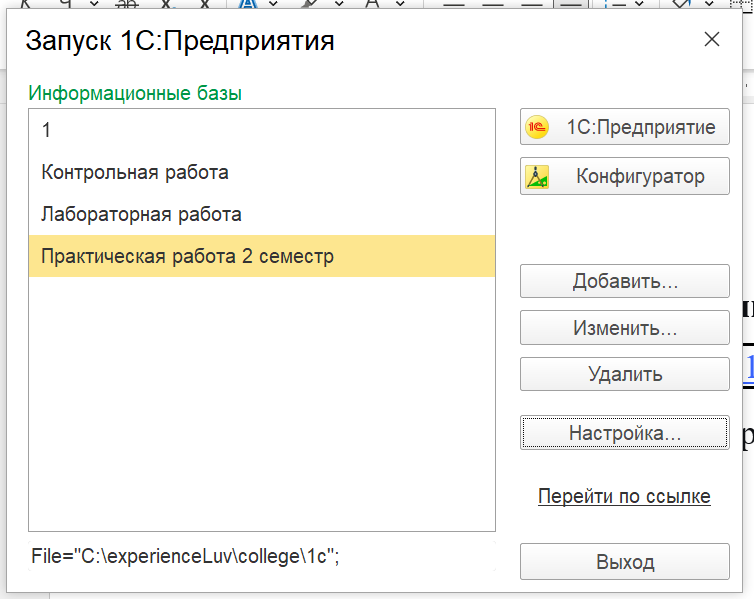 Запуск 1С:Предприятия
Информационные базы
1
Контрольная работа
Лабораторная работа
Практическая работа 2 семестр
File="C:\experienceLuv\college\1c";
1С:Предприятие
Конфигуратор
Добавить...
Изменить...
Удалить
Настройка...
Перейти по ссылке
Выход